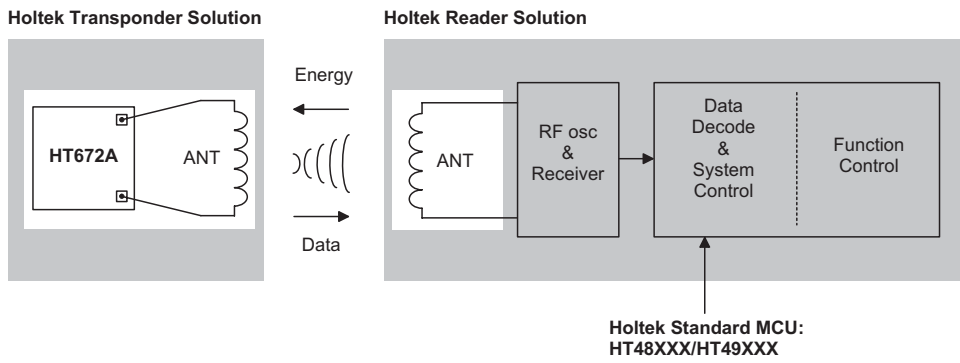 Holtek Transponder Solution
Holtek Reader Solution
HT672A
ANT
Energy
Data
ANT
RF osc
&
Receiver
Data
Decode
&
System
Control
Function
Control
Holtek Standard MCU:
HT48XXX/HT49XXX